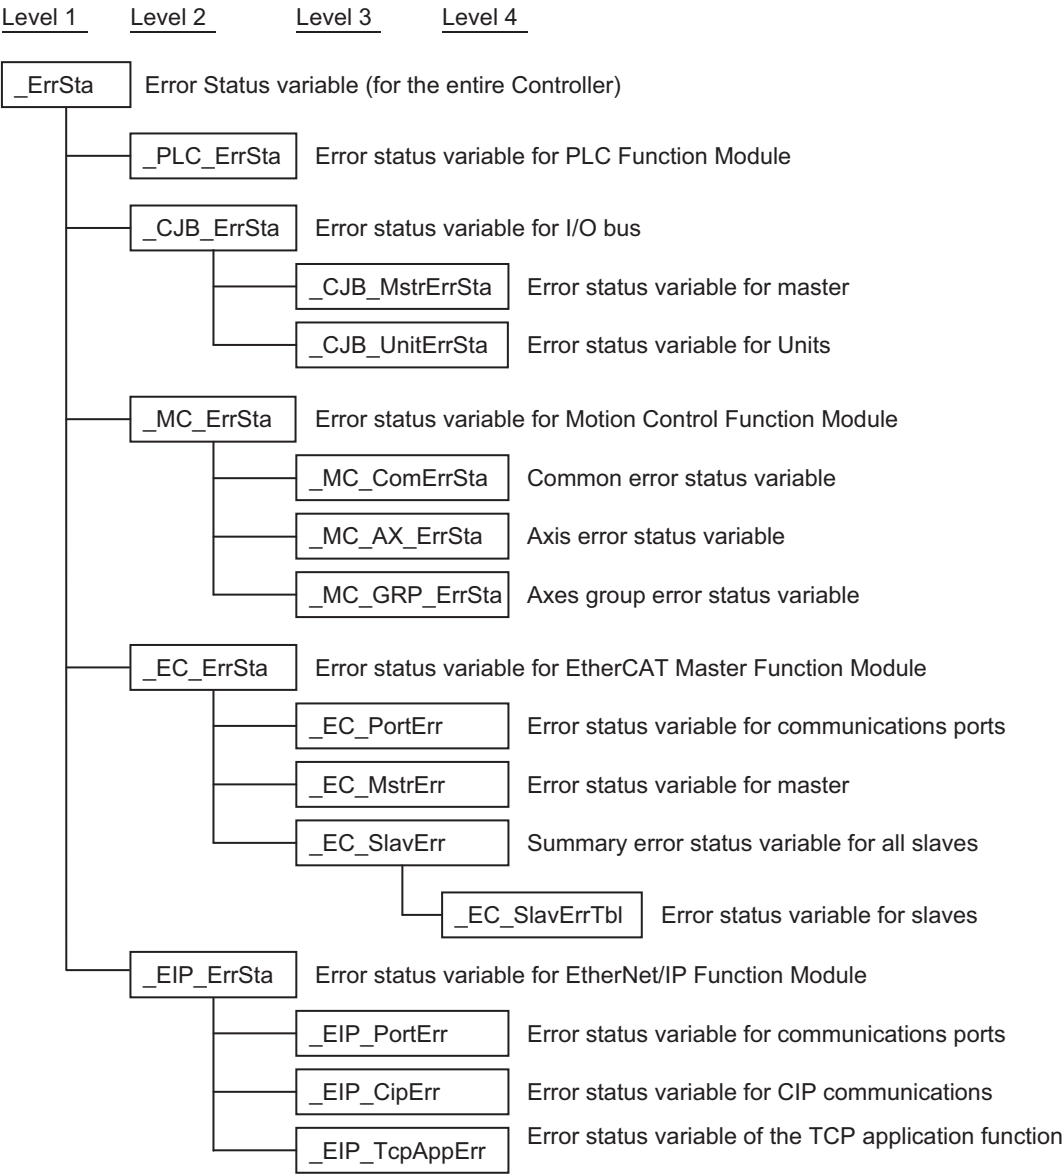 Level 1 Level 2 Level 3 Level 4
_ErrSta Error Status variable (for the entire Controller)
_PLC_ErrSta Error status variable for PLC Function Module
_CJB_ErrSta Error status variable for I/O bus
_CJB_MstrErrSta Error status variable for master
_CJB_UnitErrSta Error status variable for Units
_MC_ErrSta Error status variable for Motion Control Function Module
_MC_ComErrSta Common error status variable
_MC_AX_ErrSta Axis error status variable
_MC_GRP_ErrSta Axes group error status variable
_EC_ErrSta Error status variable for EtherCAT Master Function Module
_EC_PortErr Error status variable for communications ports
_EC_MstrErr Error status variable for master
_EC_SlavErr Summary error status variable for all slaves
_EC_SlavErrTbl Error status variable for slaves
_EIP_ErrSta Error status variable for EtherNet/IP Function Module
_EIP_PortErr Error status variable for communications ports
_EIP_CipErr Error status variable for CIP communications
_EIP_TcpAppErr Error status variable of the TCP application function